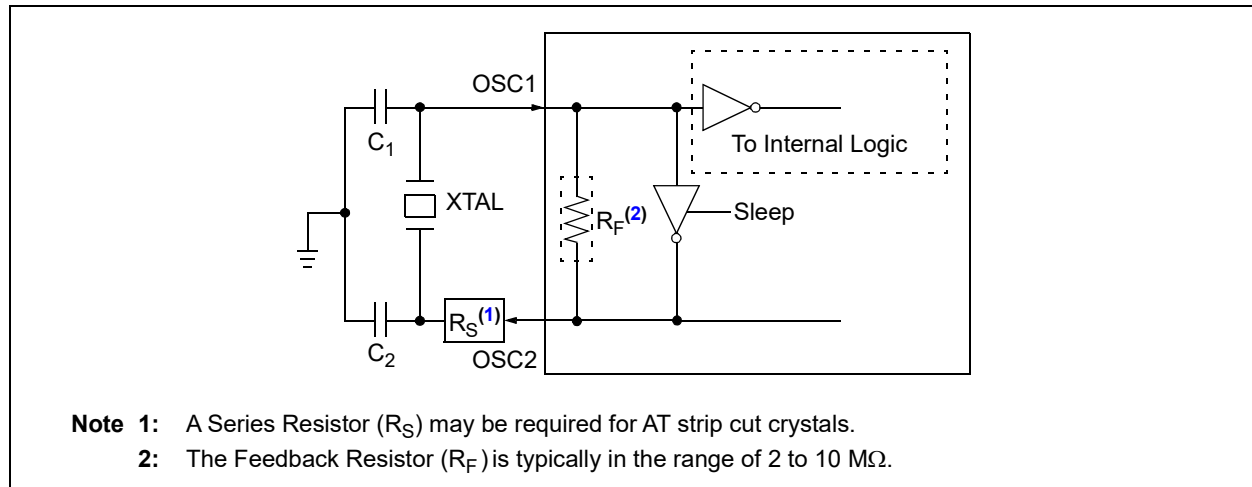 OSC1
C1
To Internal Logic
XTAL
RF(2)
Sleep
RS(1)
C2
OSC2
Note 1: A Series Resistor (RS) may be required for AT strip cut crystals.
2: The Feedback Resistor (RF) is typically in the range of 2 to 10 MΩ.